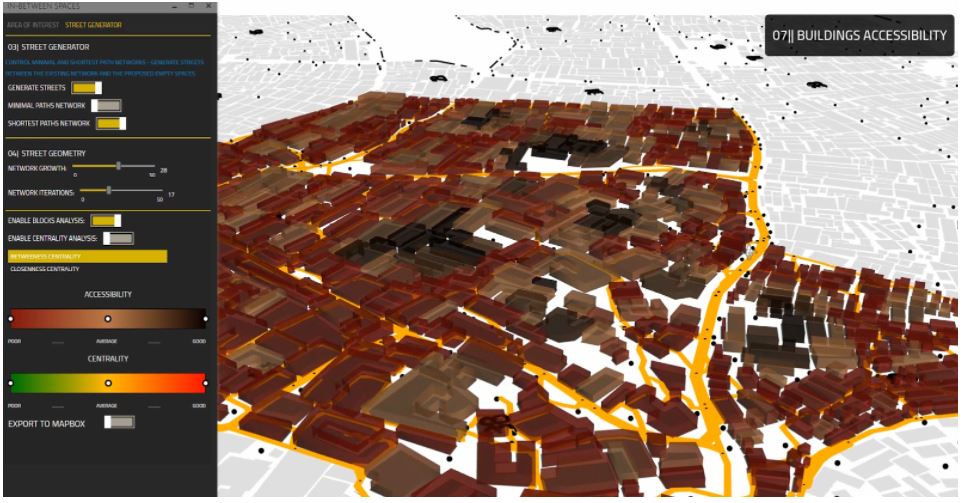 IN-BETWEEN SPACES
AREA OF INTEREST STREET GENERATOR
03| STREET GENERATOR
CONTROL MINIMAL AND SHORTEST PATH NETWORKS - GENERATE STREETS
BETWEEN THE EXISTING NETWORK AND THE PROPOSED EMPTY SPACES
GENERATE STREETS
MINIMAL PATHS NETWORK
SHORTEST PATHS NETWORK
04| STREET GEOMETRY
NETWORK GROWTH: 28
0 50
NETWORK ITERATIONS: 17
0 50
ENABLE BLOCKS ANALYSIS:
ENABLE CENTRALITY ANALYSIS:
BETWEENESS CENTRALITY
CLOSENNESS CENTRALITY
ACCESSIBILITY
POOR AVERAGE GOOD
CENTRALITY
POOR AVERAGE GOOD
EXPORT TO MAPBOX
07|| BUILDINGS ACCESSIBILITY